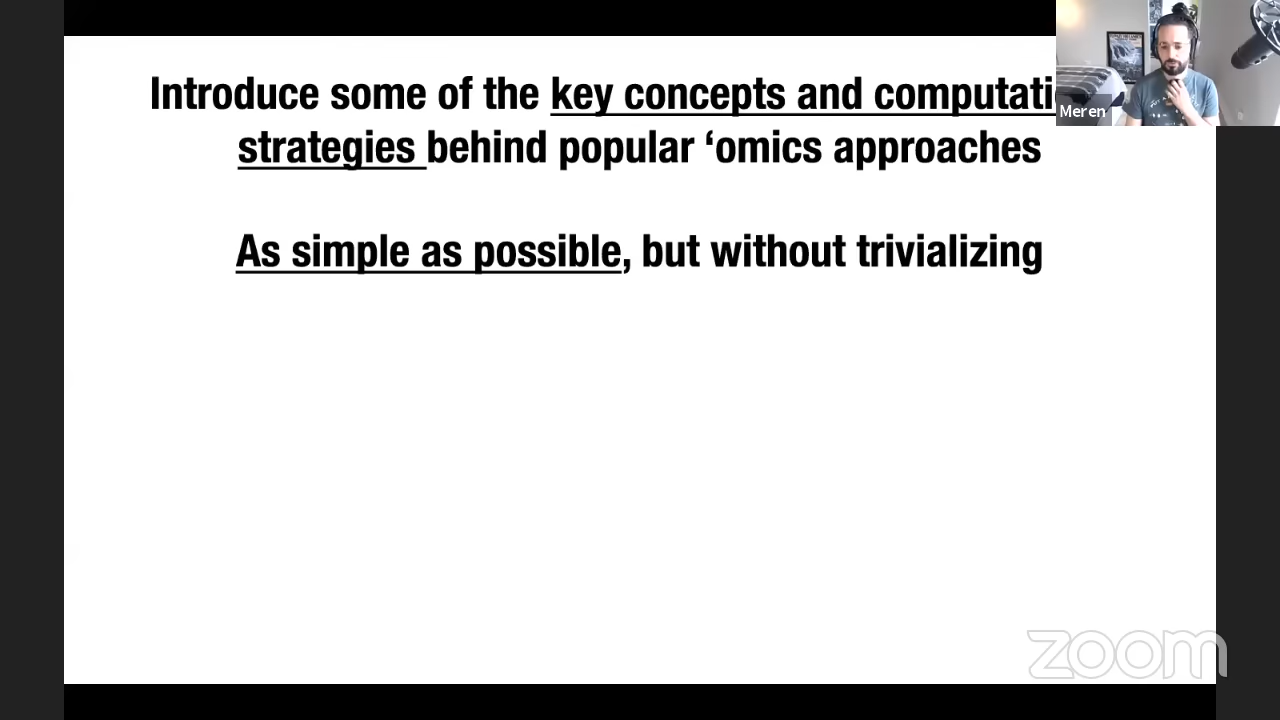 Introduce some of the key concepts and computati
strategies behind popular ‘omics approaches
As simple as possible, but without trivializing
Meren
zoom